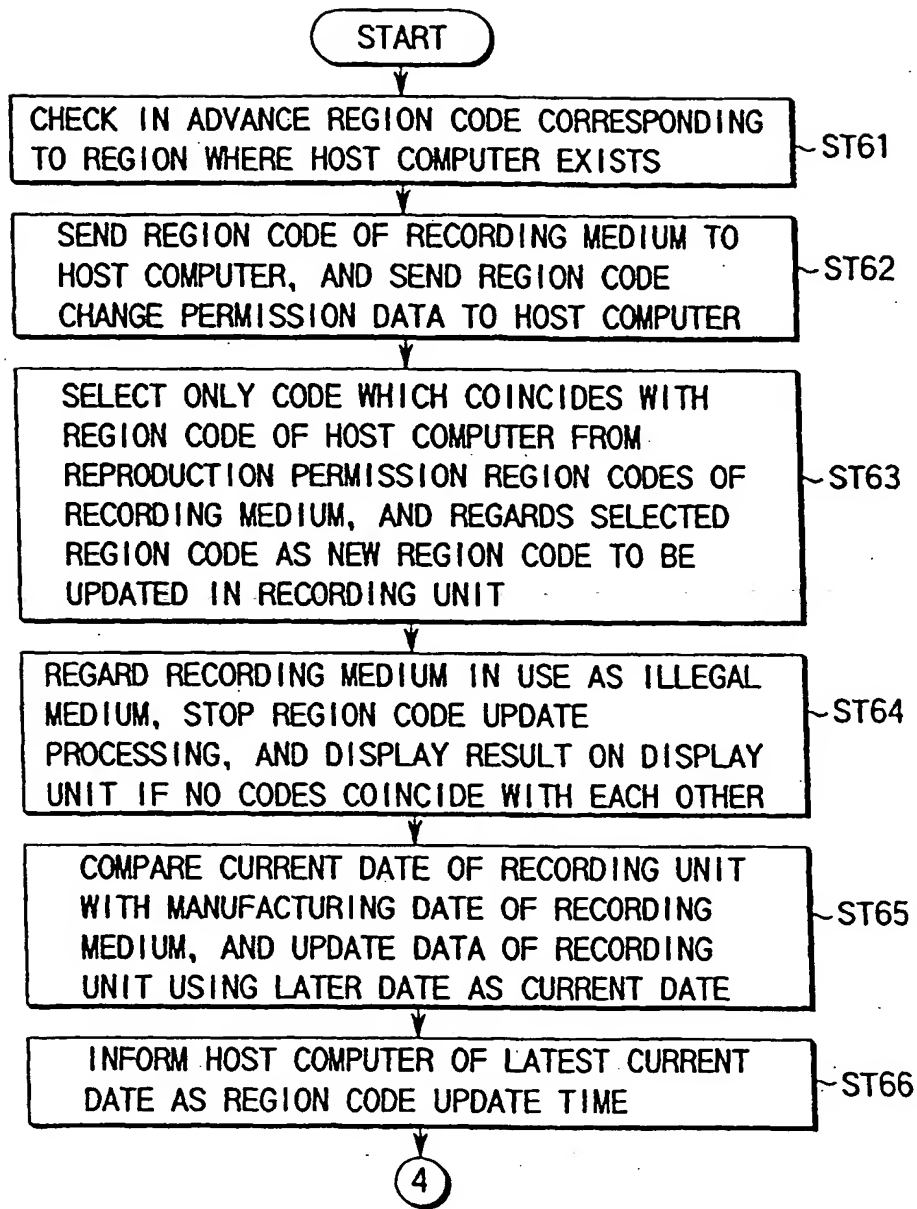 START
CHECK IN ADVANCE REGION CODE CORRESPONDING
TO REGION WHERE HOST COMPUTER EXISTS
ST61
SEND REGION CODE OF RECORDING MEDIUM TO
HOST COMPUTER, AND SEND REGION CODE
CHANGE PERMISSION DATA TO HOST COMPUTER
ST62
SELECT ONLY CODE WHICH COINCIDES WITH
REGION CODE OF HOST COMPUTER FROM
REPRODUCTION PERMISSION REGION CODES OF
RECORDING MEDIUM, AND REGARDS SELECTED
REGION CODE AS NEW REGION CODE TO BE
UPDATED IN RECORDING UNIT
ST63
REGARD RECORDING MEDIUM IN USE AS ILLEGAL
MEDIUM, STOP REGION CODE UPDATE
PROCESSING, AND DISPLAY RESULT ON DISPLAY
UNIT IF NO CODES COINCIDE WITH EACH OTHER
ST64
COMPARE CURRENT DATE OF RECORDING UNIT
WITH MANUFACTURING DATE OF RECORDING
MEDIUM, AND UPDATE DATA OF RECORDING
UNIT USING LATER DATE AS CURRENT DATE
ST65
INFORM HOST COMPUTER OF LATEST CURRENT
DATE AS REGION CODE UPDATE TIME
ST66
4